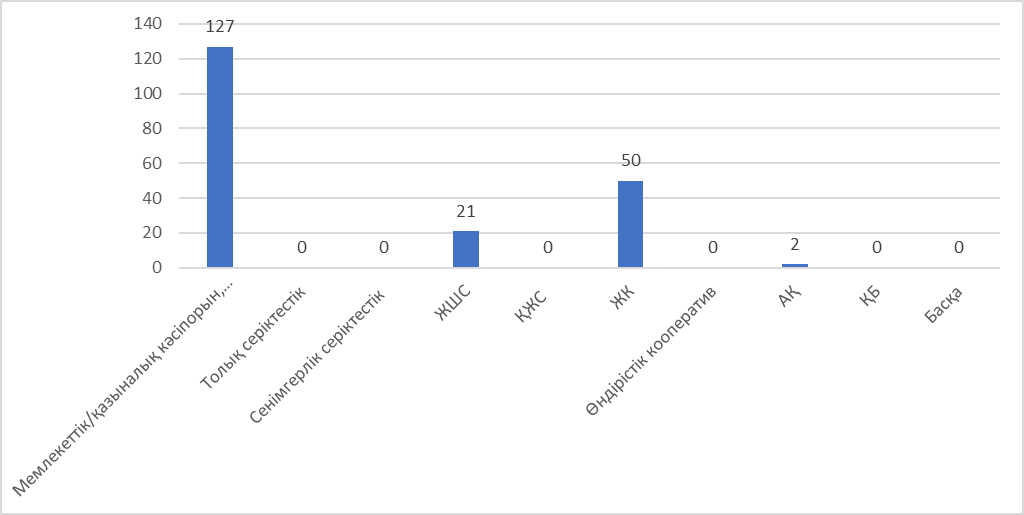 140
120
100
80
60
40
20
0
127
0
0
21
0
50
0
2
0
0
Мемлекеттік/қазыналық кәсіпорын,…
Толық серіктестік
Сенімгерлік серіктестік
ЖШС
ҚЖС
ЖК
Өндірістік кооператив
АҚ
ҚБ
Басқа